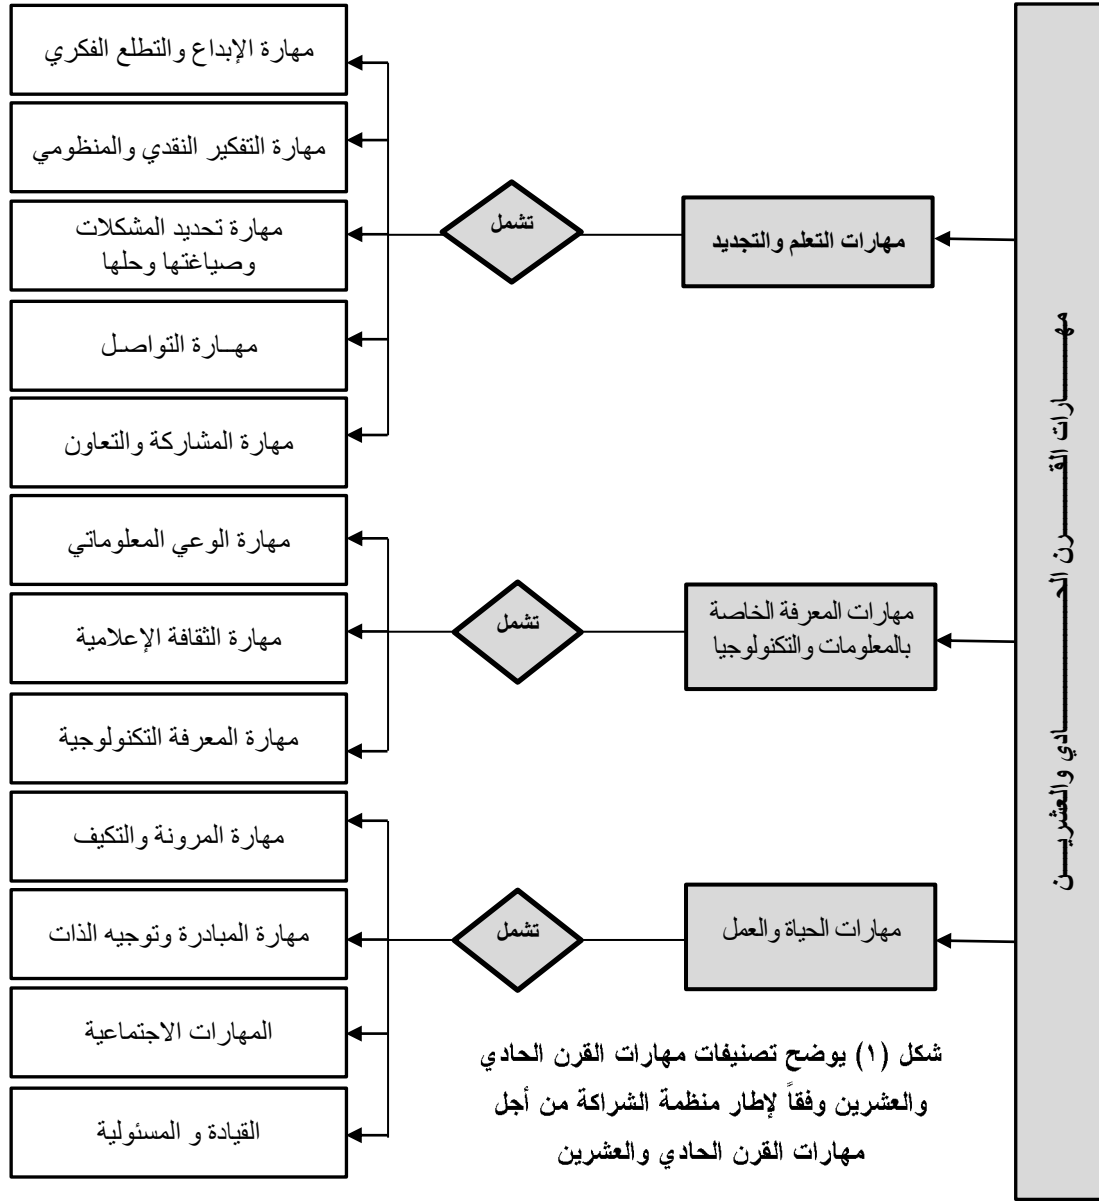 مهارات القرن الحادي والعشرين
مهارات التعلم والتجديد
تشمل
مهارة الإبداع والتطلع الفكري
مهارة التفكير النقدي والمنظومي
مهارة تحديد المشكلات
وصياغتها وحلها
مهارة التواصل
مهارة المشاركة والتعاون
مهارات المعرفة الخاصة
بالمعلومات والتكنولوجيا
تشمل
مهارة الوعي المعلوماتي
مهارة الثقافة الإعلامية
مهارة المعرفة التكنولوجية
مهارات الحياة والعمل
تشمل
مهارة المرونة والتكيف
مهارة المبادرة وتوجيه الذات
المهارات الاجتماعية
القيادة و المسئولية
شكل (١) يوضح تصنيفات مهارات القرن الحادي
والعشرين وفقاً لإطار منظمة الشراكة من أجل
مهارات القرن الحادي والعشرين